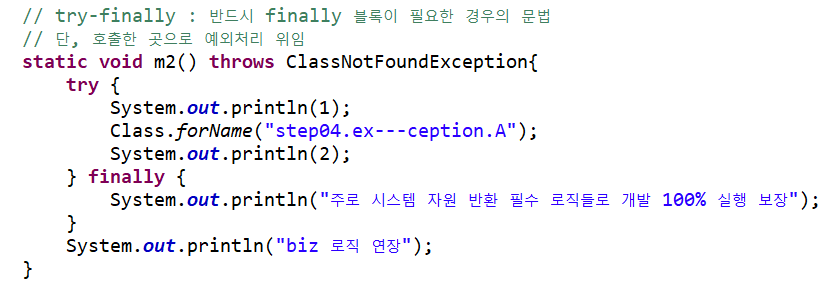 // try-finally : 반드시 finally 블록이 필요한 경우의 문법
// 단, 호출한 곳으로 예외처리 위임
static void m2() throws ClassNotFoundException{
try {
System.out.println(1);
Class.forName("step04.ex---ception.A");
System.out.println(2);
} finally {
System.out.println("주로 시스템 자원 반환 필수 로직들로 개발 100% 실행 보장");
}
System.out.println("biz 로직 연장");
}